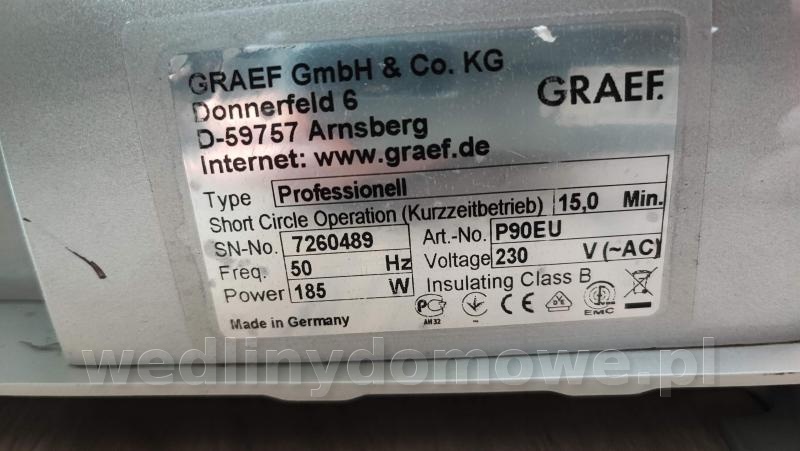 GRAEF GmbH & Co. KG
GRAEF.
Donnerfeld 6
D-59757 Arnsberg
Internet: www.graef.de
Type Professionell
Short Circle Operation (Kurzzeitbetrieb) 15,0 Min.
SN-No. 7260489 Art.-No. P90EU
Freq. 50 Hz Voltage 230 V (~AC)
Power 185 W Insulating Class B
Made in Germany
АИ32
CE
EMC
wedlinydomowe.pl